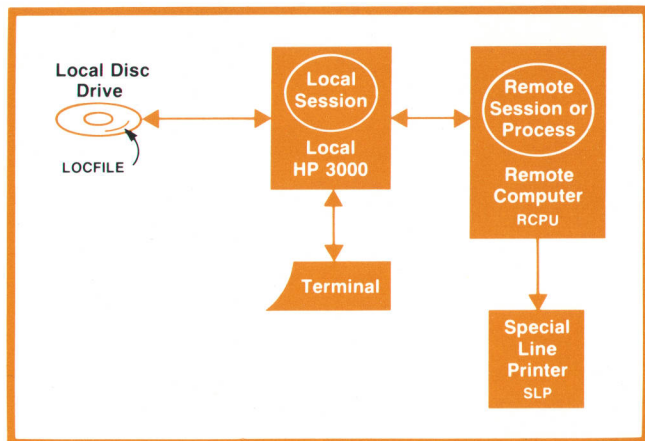 Local Disc
Drive
LOCFILE
Local
Session
Local
HP 3000
Terminal
Remote
Session or
Process
Remote
Computer
RCPU
Special
Line
Printer
SLP